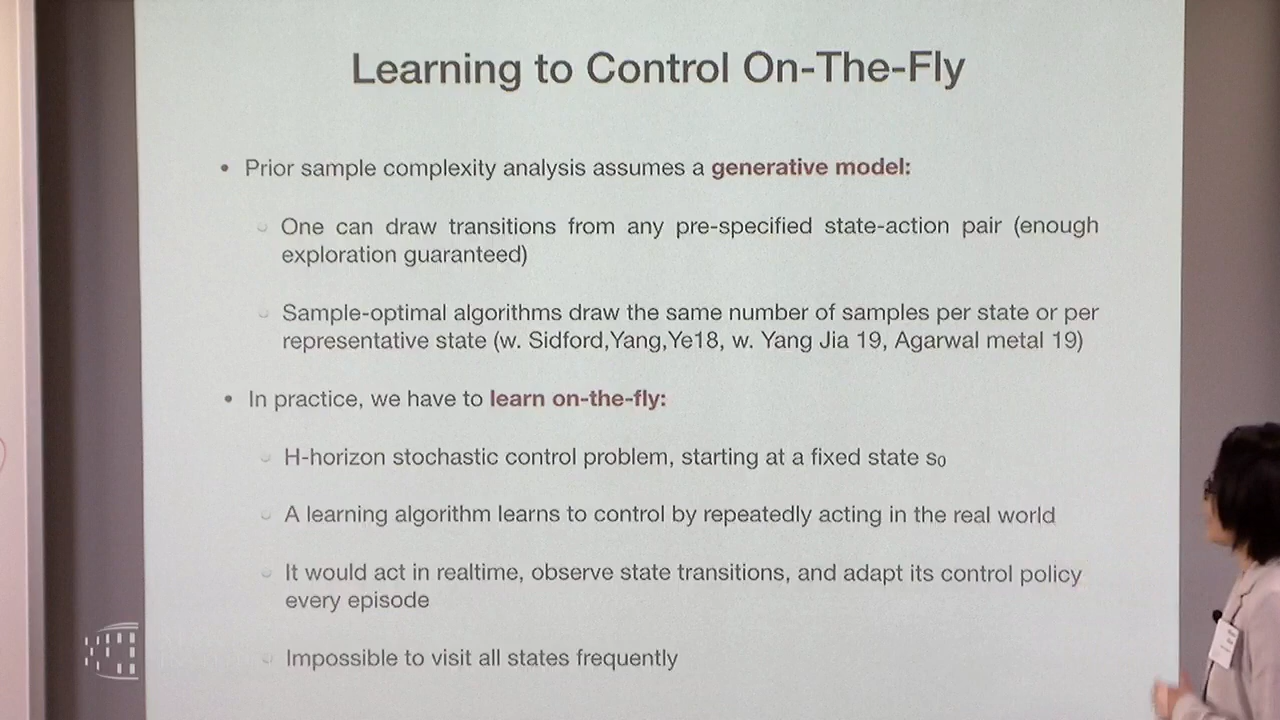 Learning to Control On-The-Fly
• Prior sample complexity analysis assumes a generative model:
One can draw transitions from any pre-specified state-action pair (enough
exploration guaranteed)
Sample-optimal algorithms draw the same number of samples per state or per
representative state (w. Sidford,Yang,Ye18, w. Yang Jia 19, Agarwal metal 19)
• In practice, we have to learn on-the-fly:
H-horizon stochastic control problem, starting at a fixed state s₀
A learning algorithm learns to control by repeatedly acting in the real world
It would act in realtime, observe state transitions, and adapt its control policy
every episode
Impossible to visit all states frequently